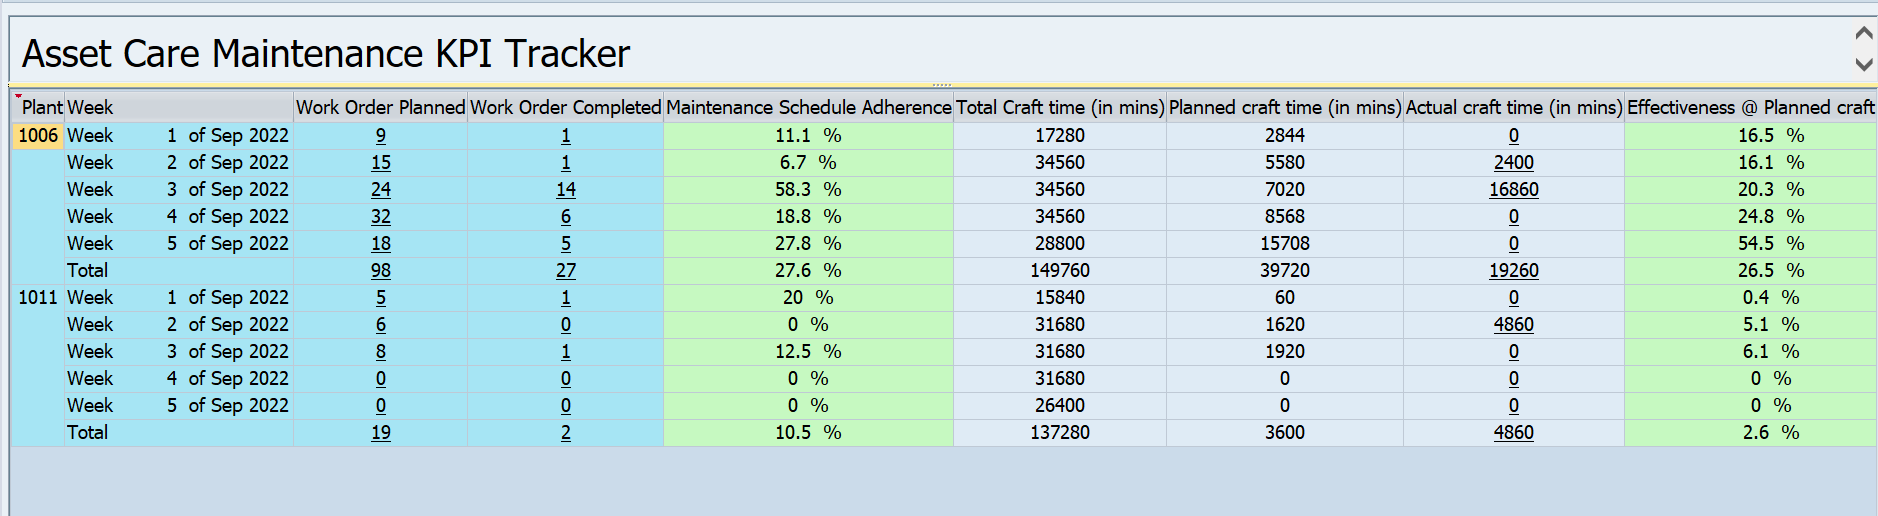 Asset Care Maintenance KPI Tracker
Plant Week Work Order Planned Work Order Completed Maintenance Schedule Adherence Total Craft time (in mins) Planned craft time (in mins) Actual craft time (in mins) Effectiveness @ Planned craft
1006 Week 1 of Sep 2022 9 1 11.1 % 17280 2844 0 16.5 %
Week 2 of Sep 2022 15 1 6.7 % 34560 5580 2400 16.1 %
Week 3 of Sep 2022 24 14 58.3 % 34560 7020 16860 20.3 %
Week 4 of Sep 2022 32 6 18.8 % 34560 8568 0 24.8 %
Week 5 of Sep 2022 18 5 27.8 % 28800 15708 0 54.5 %
Total 98 27 27.6 % 149760 39720 19260 26.5 %
1011 Week 1 of Sep 2022 5 1 20 % 15840 60 0 0.4 %
Week 2 of Sep 2022 6 0 0 % 31680 1620 4860 5.1 %
Week 3 of Sep 2022 8 1 12.5 % 31680 1920 0 6.1 %
Week 4 of Sep 2022 0 0 0 % 31680 0 0 0 %
Week 5 of Sep 2022 0 0 0 % 26400 0 0 0 %
Total 19 2 10.5 % 137280 3600 4860 2.6 %